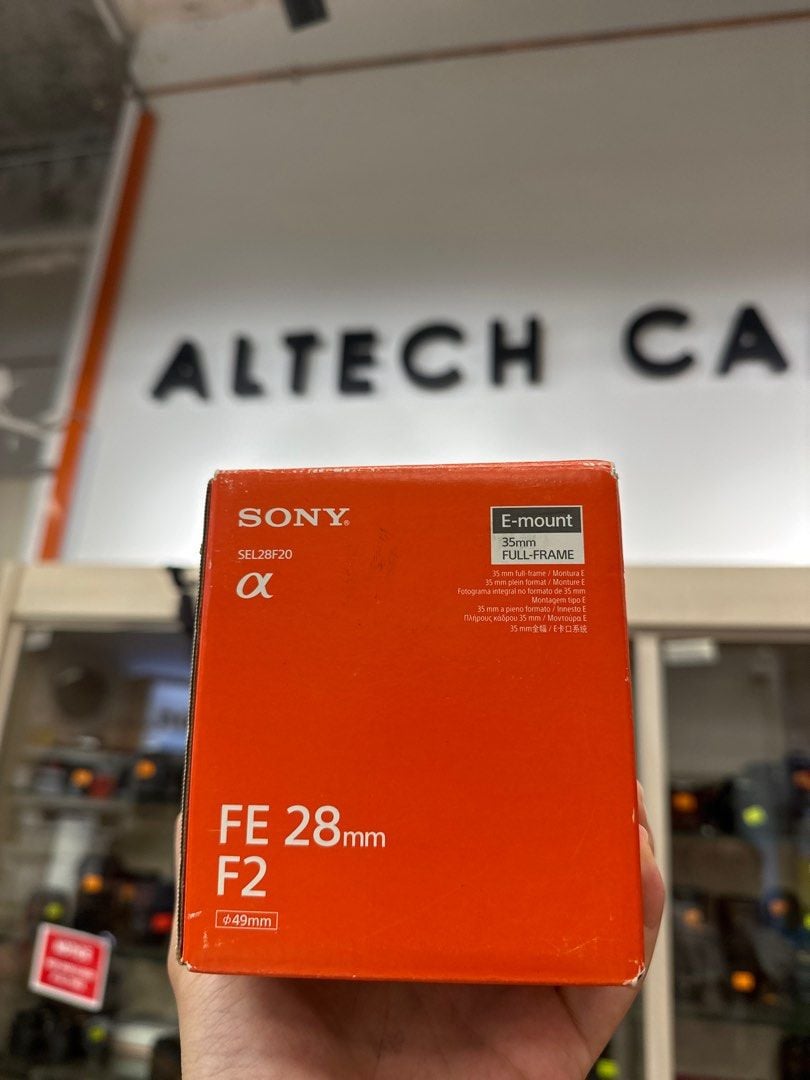 ALTECH CA
SONY
SEL28F20
α
E-mount
35mm
FULL-FRAME
35 mm full-frame / Montura E
35 mm plein format / Monture E
Fotograma integral no formato de 35 mm
Montagem tipo E
35 mm a pieno formato / Innesto E
Πλήρους κάδρου 35 mm / Μοντούρα E
35 mm全幅 / E卡口系统
FE 28mm
F2
ϕ49mm